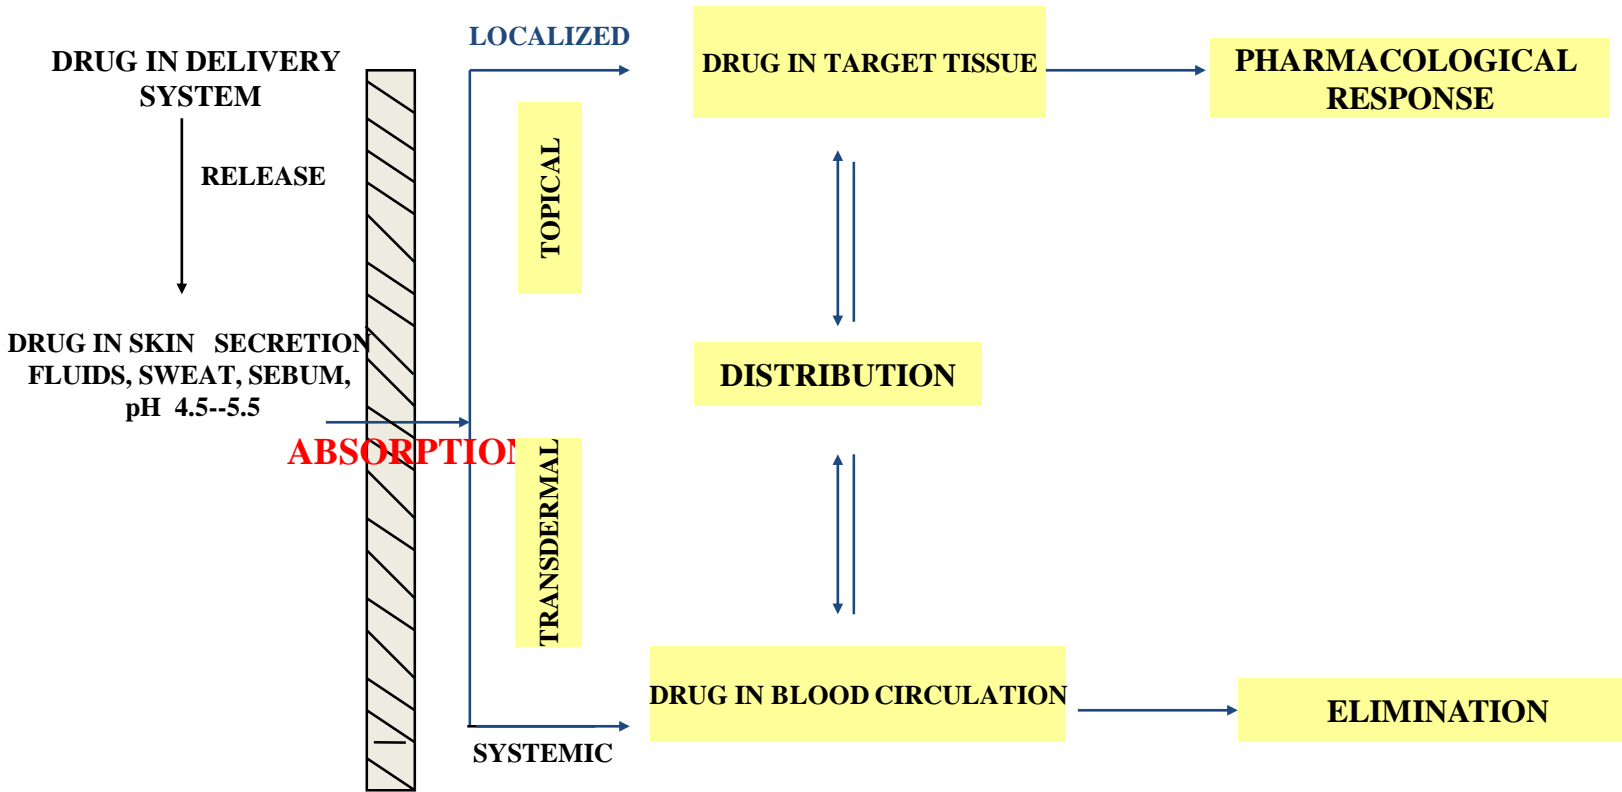 DRUG IN DELIVERY
SYSTEM
RELEASE
DRUG IN SKIN   SECRETION
FLUIDS, SWEAT, SEBUM,
pH  4.5--5.5
ABSORPTION
LOCALIZED
TOPICAL
TRANSDERMAL
SYSTEMIC
DRUG IN TARGET TISSUE
DISTRIBUTION
DRUG IN BLOOD CIRCULATION
PHARMACOLOGICAL
RESPONSE
ELIMINATION